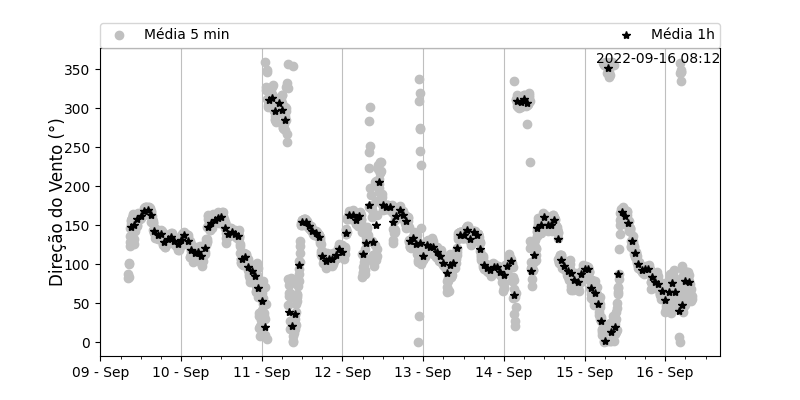 Média 5 min
Média 1h
2022-09-16 08:12
Direção do Vento (°)
350
300
250
200
150
100
50
0
09 - Sep
10 - Sep
11 - Sep
12 - Sep
13 - Sep
14 - Sep
15 - Sep
16 - Sep